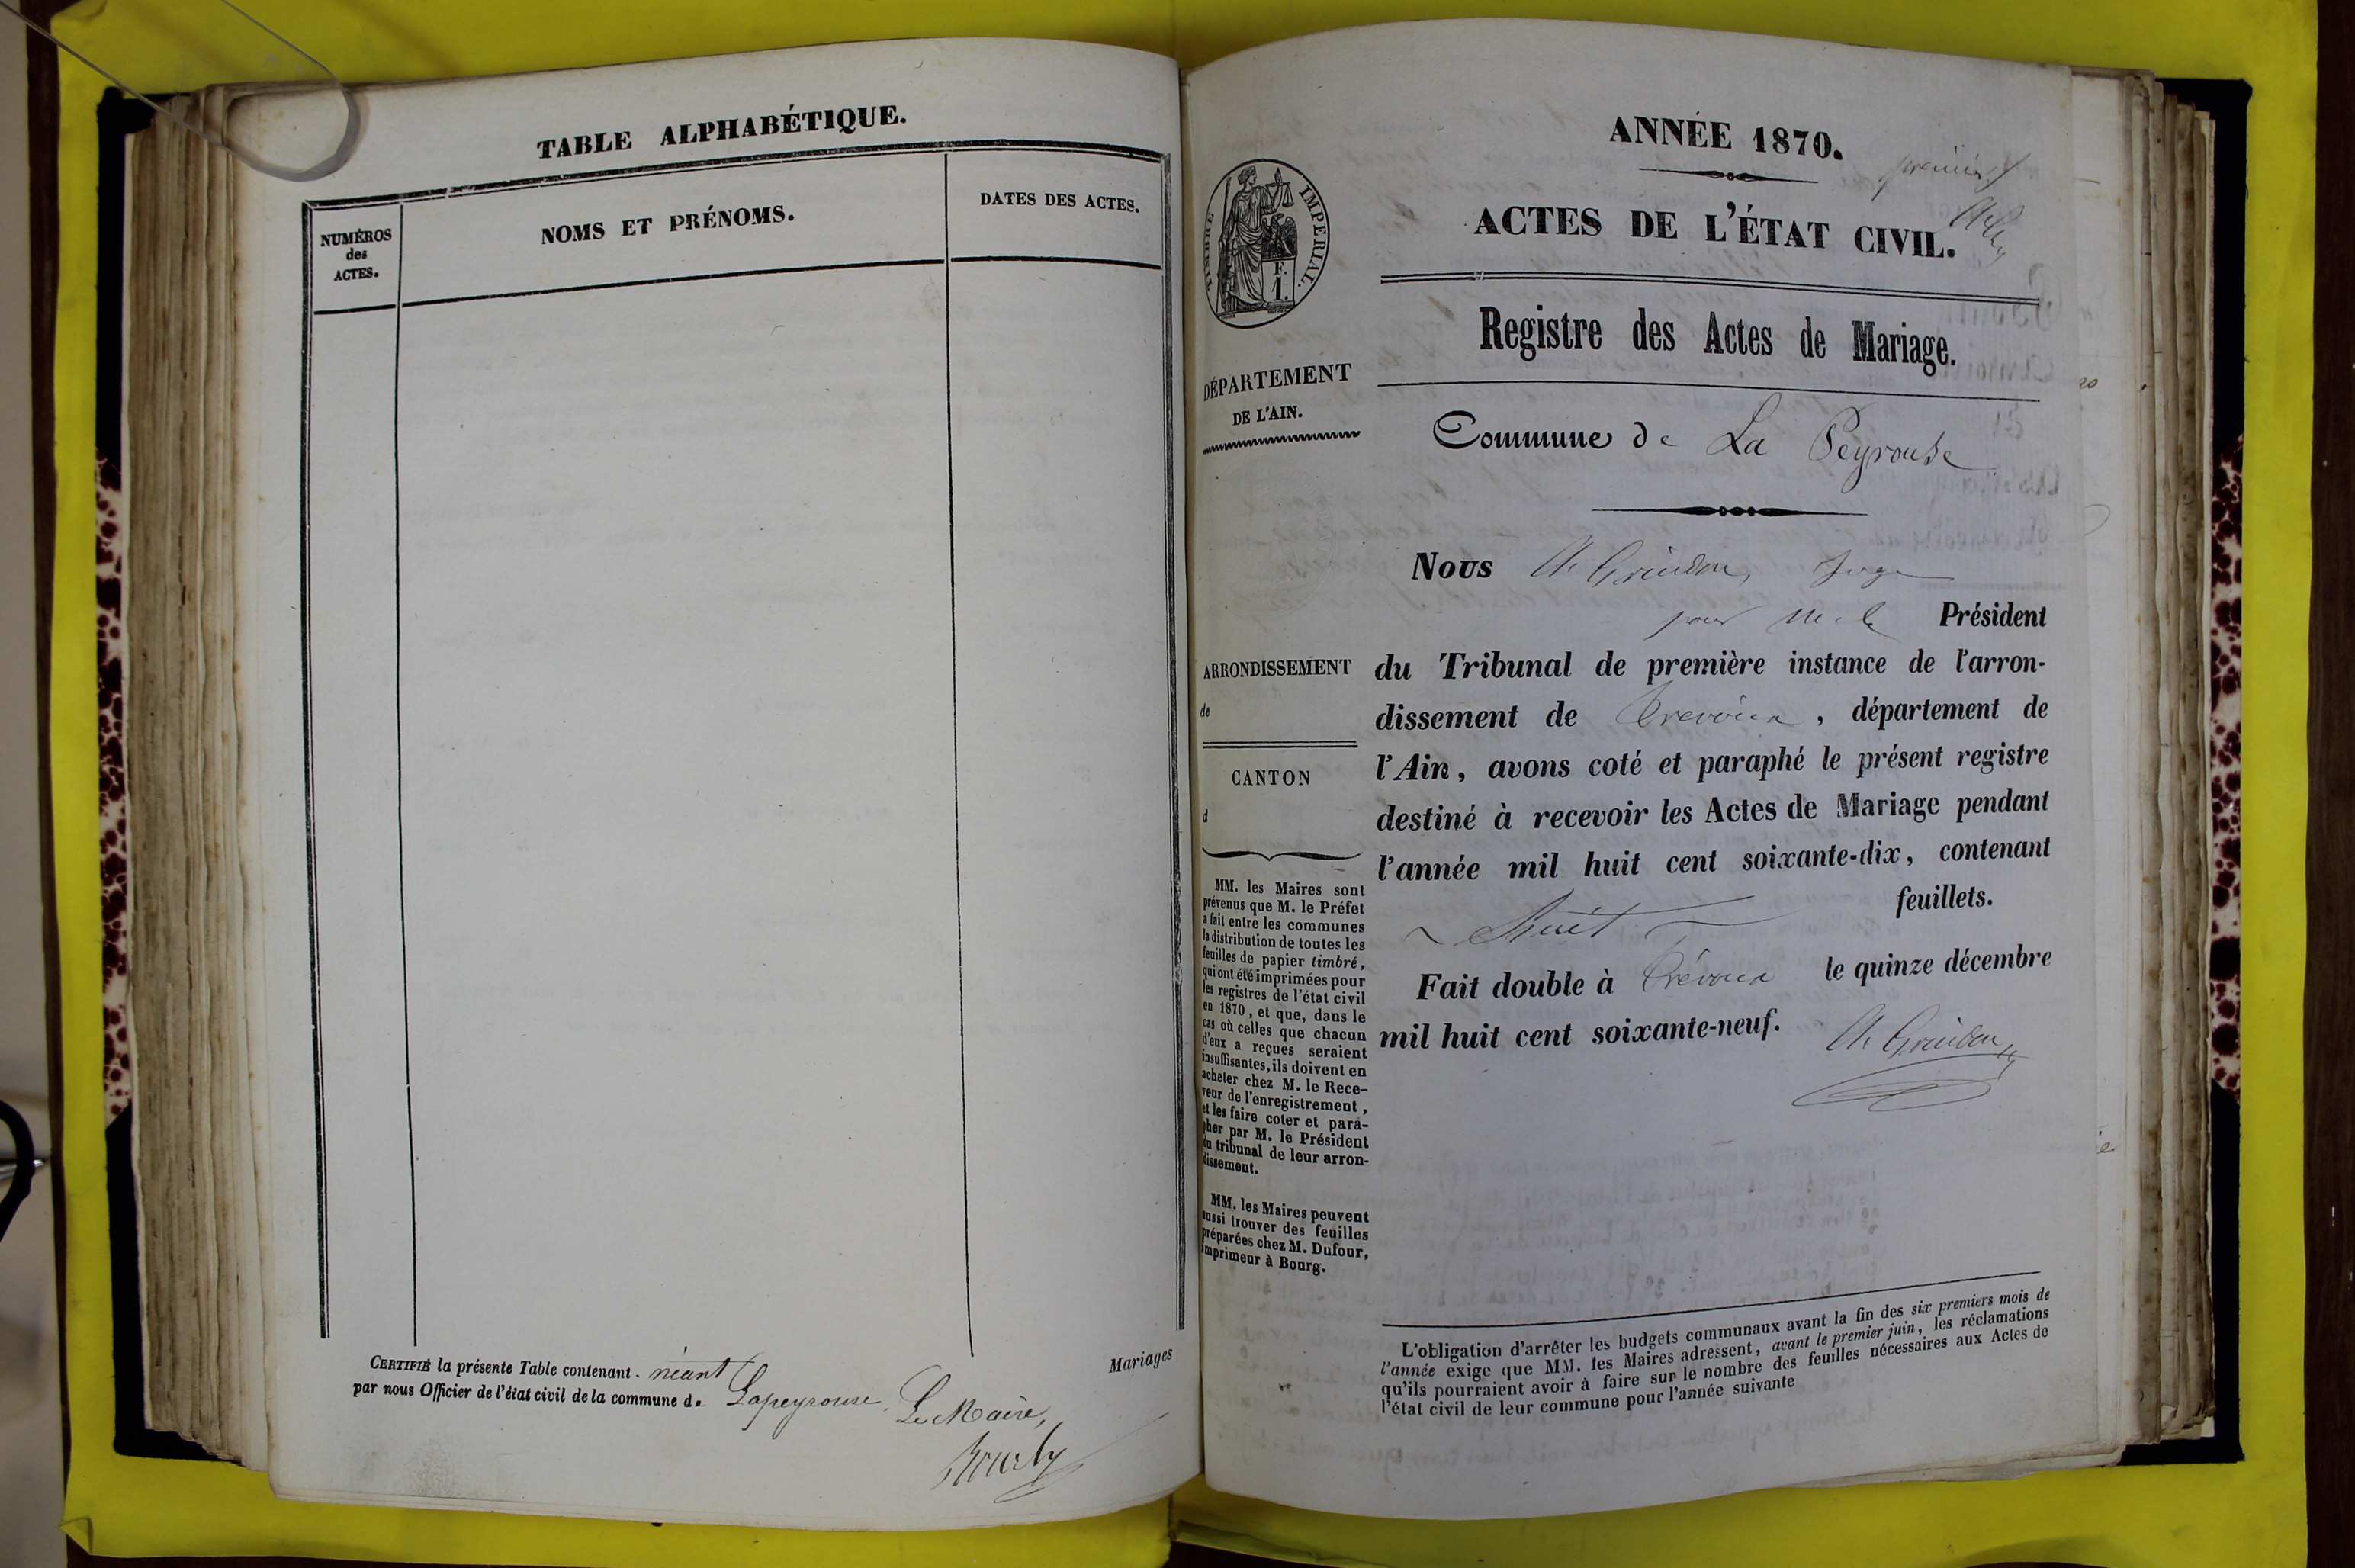 TABLE ALPHABÉTIQUE.
NUMÉROS
des
ACTES.
NOMS ET PRÉNOMS.
DATES DES ACTES.
CERTIFIÉ la présente Table contenant néant Mariages
par nous Officier de l'état civil de la commune de Lapeyrouse. Le Maire,
ANNÉE 1870.
premier
ACTES DE L'ÉTAT CIVIL.
TIMBRE IMPÉRIAL.
F.
1.
Registre des Actes de Mariage.
DÉPARTEMENT
DE L'AIN.
Commune de La Peyrouse
Nous Ch Grindon, Juge
pour M. le Président
ARRONDISSEMENT
de
CANTON
d
du Tribunal de première instance de l'arron-
dissement de Trevoux, département de
l'Ain, avons coté et paraphé le présent registre
destiné à recevoir les Actes de Mariage pendant
l'année mil huit cent soixante-dix, contenant
huit feuillets.
Fait double à Trévoux le quinze décembre
mil huit cent soixante-neuf.
Ch Grindon
MM. les Maires sont
prévenus que M. le Préfet
a fait entre les communes
la distribution de toutes les
feuilles de papier timbré,
qui ont été imprimées pour
les registres de l'état civil
en 1870, et que, dans le
cas où celles que chacun
d'eux a reçues seraient
insuffisantes, ils doivent en
acheter chez M. le Rece-
veur de l'enregistrement,
et les faire coter et para-
pher par M. le Président
du tribunal de leur arron-
dissement.
MM. les Maires peuvent
aussi trouver des feuilles
préparées chez M. Dufour,
imprimeur à Bourg.
L'obligation d'arrêter les budgets communaux avant la fin des six premiers mois de
l'année exige que MM. les Maires adressent, avant le premier juin, les réclamations
qu'ils pourraient avoir à faire sur le nombre des feuilles nécessaires aux Actes de
l'état civil de leur commune pour l'année suivante